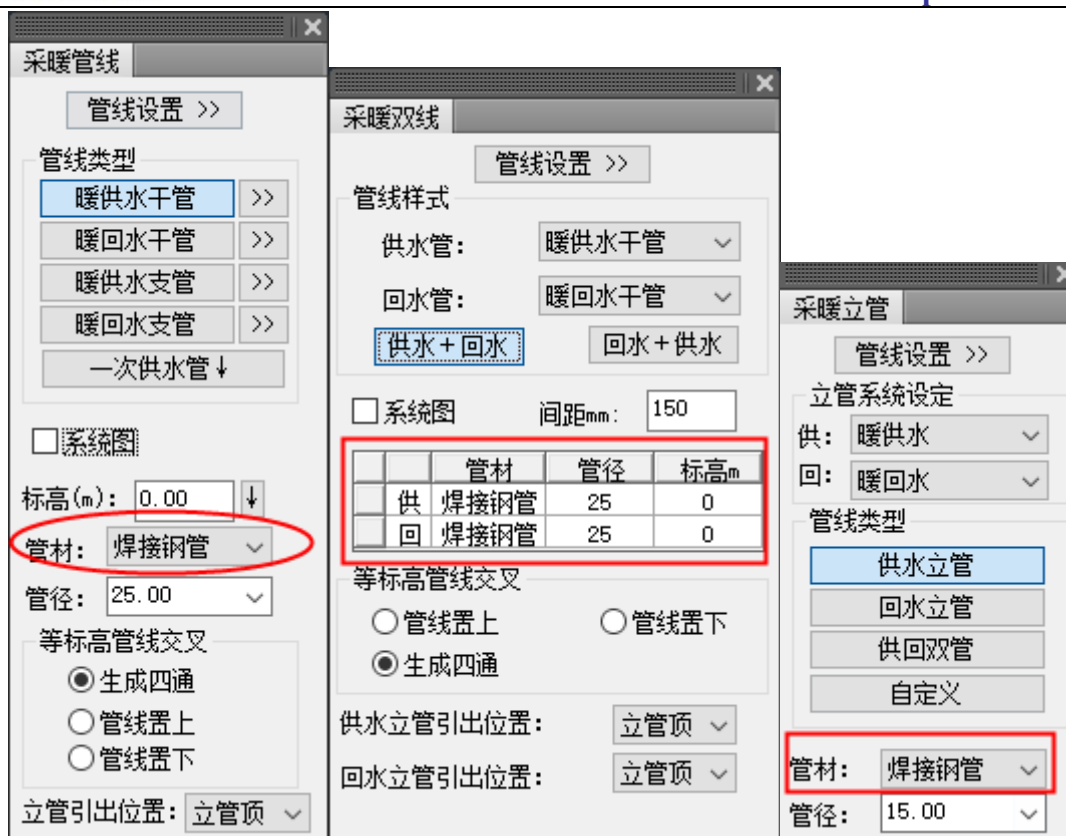 采暖管线
管线设置 >>
管线类型
暖供水干管 >>
暖回水干管 >>
暖供水支管 >>
暖回水支管 >>
一次供水管↓
系统图
标高(m): 0.00
管材: 焊接钢管
管径: 25.00
等标高管线交叉
生成四通
管线置上
管线置下
立管引出位置: 立管顶
采暖双线
管线设置 >>
管线样式
供水管: 暖供水干管
回水管: 暖回水干管
供水+回水 回水+供水
系统图 间距mm: 150
管材 管径 标高m
供 焊接钢管 25 0
回 焊接钢管 25 0
等标高管线交叉
管线置上 管线置下
生成四通
供水立管引出位置: 立管顶
回水立管引出位置: 立管顶
采暖立管
管线设置 >>
立管系统设定
供: 暖供水
回: 暖回水
管线类型
供水立管
回水立管
供回双管
自定义
管材: 焊接钢管
管径: 15.00